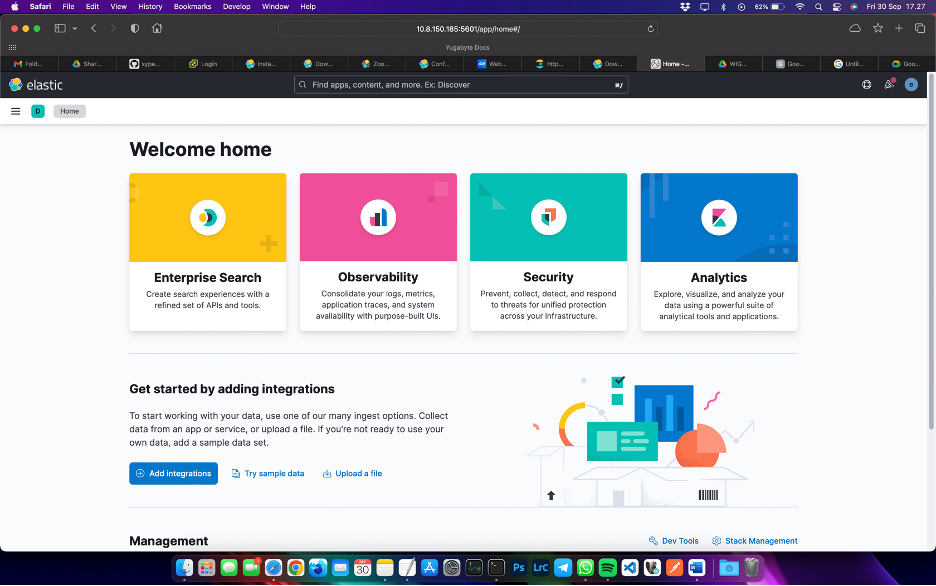 Safari File Edit View History Bookmarks Develop Window Help 62% Fri 30 Sep 17.27
10.8.150.185:5601/app/home#/
Yugabyte Docs
Fold... Shar... xype... Login Insta... Dow... Zoo... Conf... Web... http... Dow... Home -... WIG... Goo... Until... Goo...
elastic Find apps, content, and more. Ex: Discover ⌘/ e
D Home
Welcome home
Enterprise Search
Create search experiences with a
refined set of APIs and tools.
Observability
Consolidate your logs, metrics,
application traces, and system
availability with purpose-built UIs.
Security
Prevent, collect, detect, and respond
to threats for unified protection
across your infrastructure.
Analytics
Explore, visualize, and analyze your
data using a powerful suite of
analytical tools and applications.
Get started by adding integrations
To start working with your data, use one of our many ingest options. Collect
data from an app or service, or upload a file. If you're not ready to use your
own data, add a sample data set.
Add integrations Try sample data Upload a file
Management Dev Tools Stack Management
SEP
30
Ps Lrc W